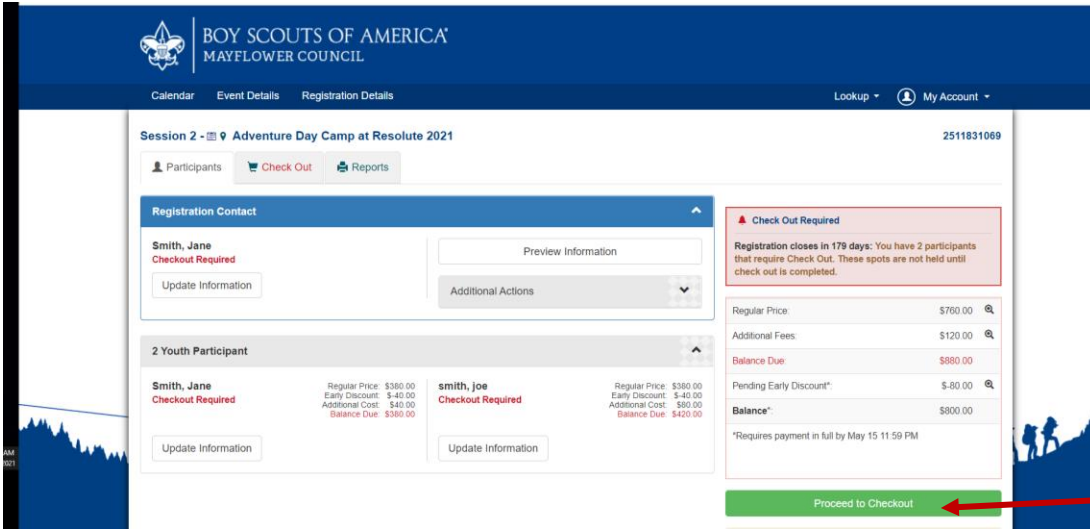 BOY SCOUTS OF AMERICA®
MAYFLOWER COUNCIL
Calendar Event Details Registration Details Lookup My Account
Session 2 - Adventure Day Camp at Resolute 2021 2511831069
Participants Check Out Reports
Registration Contact
Smith, Jane
Checkout Required
Update Information
Preview Information
Additional Actions
2 Youth Participant
Smith, Jane
Checkout Required
Regular Price: $380.00
Early Discount: $-40.00
Additional Cost: $40.00
Balance Due: $380.00
Update Information
smith, joe
Checkout Required
Regular Price: $380.00
Early Discount: $-40.00
Additional Cost: $80.00
Balance Due: $420.00
Update Information
Check Out Required
Registration closes in 179 days: You have 2 participants
that require Check Out. These spots are not held until
check out is completed.
Regular Price: $760.00
Additional Fees: $120.00
Balance Due: $880.00
Pending Early Discount*: $-80.00
Balance*: $800.00
*Requires payment in full by May 15 11:59 PM
Proceed to Checkout
AM
2021